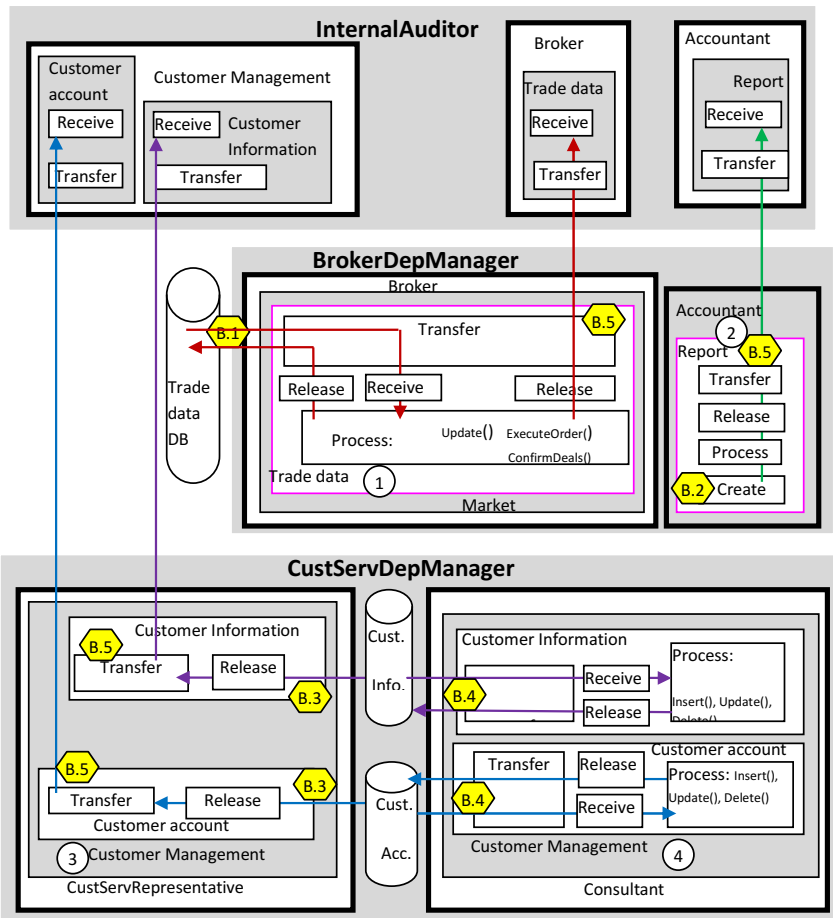 InternalAuditor
Customer
account
Receive
Transfer
Customer Management
Receive
Customer
Information
Transfer
Broker
Trade data
Receive
Transfer
Accountant
Report
Receive
Transfer
BrokerDepManager
Broker
Transfer
B.5
B.1
Release
Receive
Release
Trade
data
DB
Process:
Update()
ExecuteOrder()
ConfirmDeals()
Trade data
1
Market
Accountant
2
Report
B.5
Transfer
Release
Process
B.2
Create
CustServDepManager
Customer Information
B.5
Transfer
Release
B.3
Cust.
Info.
Customer Information
Process:
Receive
B.4
Release
Insert(), Update(),
Delete()
B.5
B.3
Transfer
Release
Customer account
3
Customer Management
CustServRepresentative
Cust.
Acc.
Customer account
Transfer
Release
Process: Insert(),
Update(), Delete()
B.4
Receive
Customer Management
4
Consultant